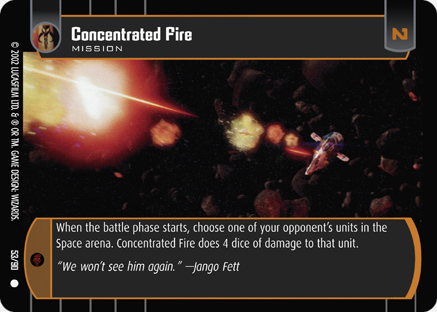 Concentrated Fire
MISSION
N
© 2002 LUCASFILM LTD. & ® OR TM. GAME DESIGN: WIZARDS.
53/90
When the battle phase starts, choose one of your opponent's units in the
Space arena. Concentrated Fire does 4 dice of damage to that unit.
"We won't see him again." —Jango Fett